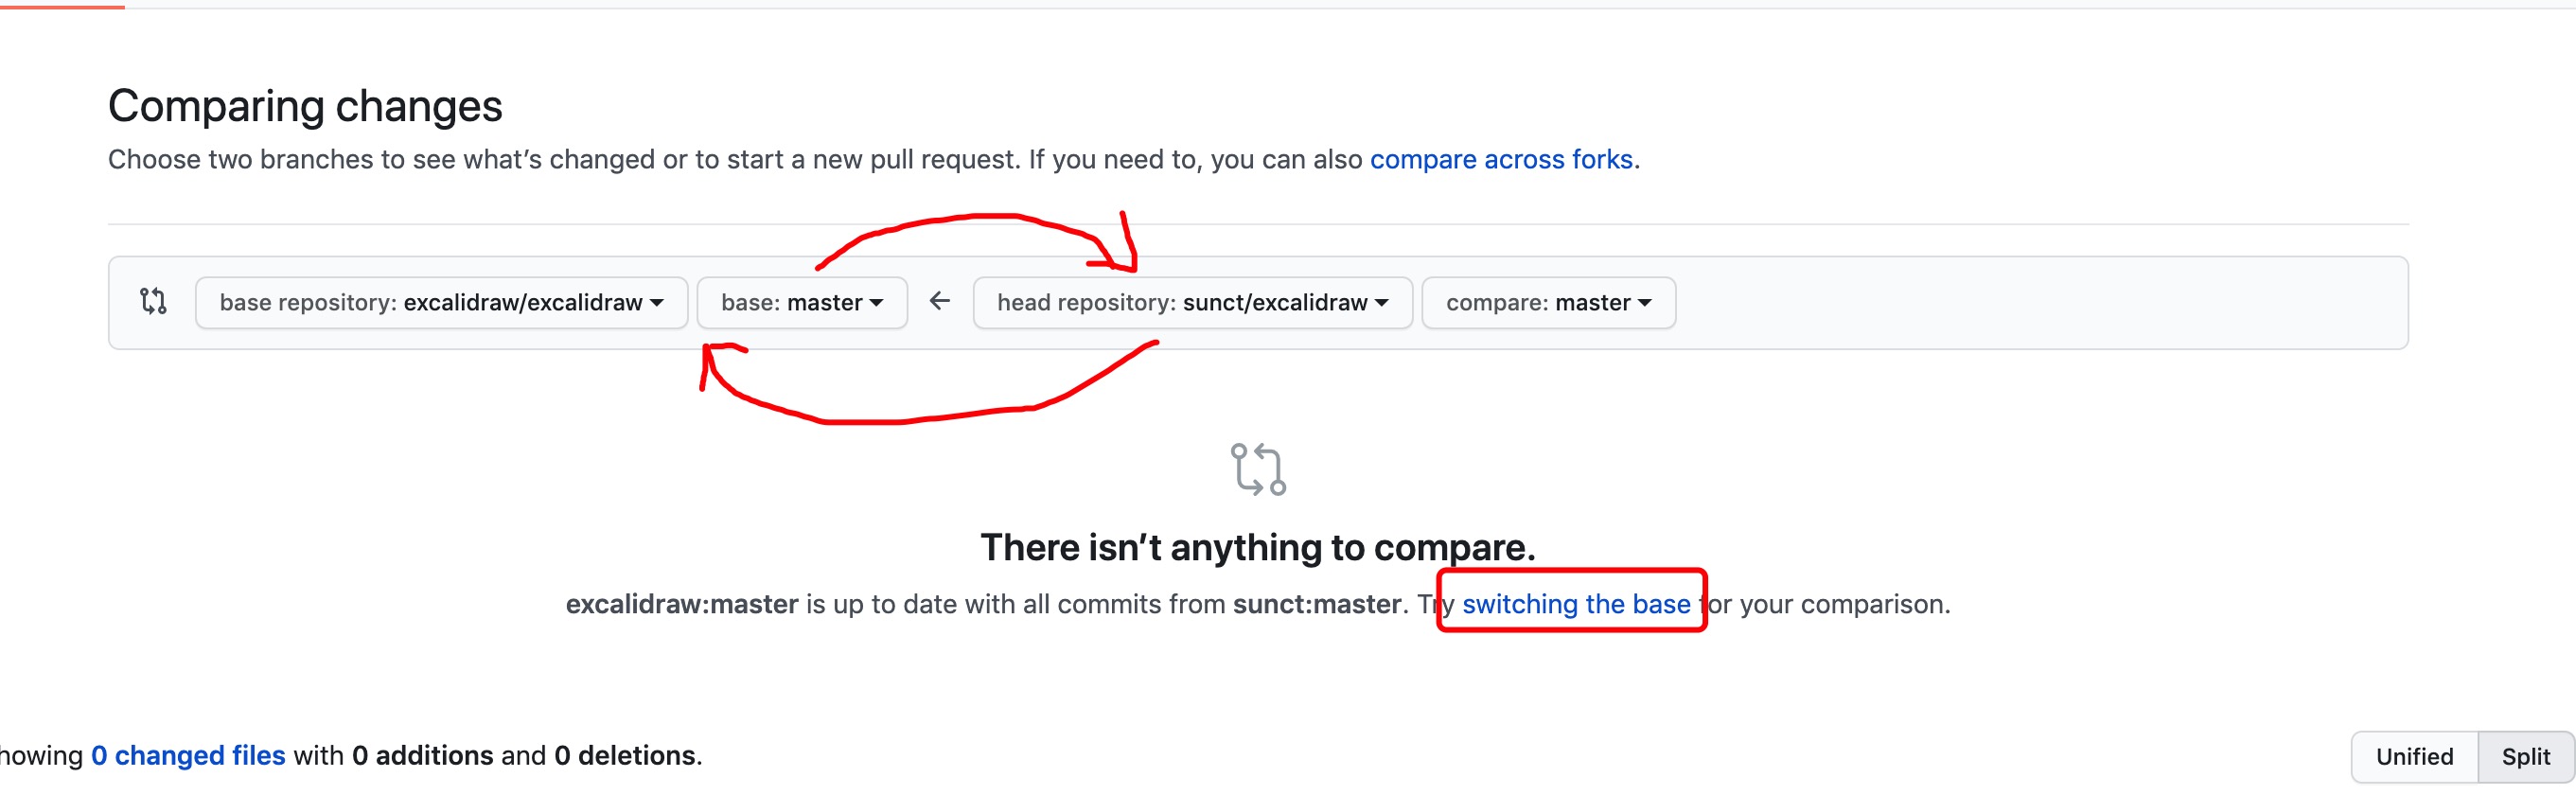 Comparing changes
Choose two branches to see what’s changed or to start a new pull request. If you need to, you can also compare across forks.
base repository: excalidraw/excalidraw base: master head repository: sunct/excalidraw compare: master
There isn’t anything to compare.
excalidraw:master is up to date with all commits from sunct:master. Try switching the base for your comparison.
howing 0 changed files with 0 additions and 0 deletions.
Unified Split